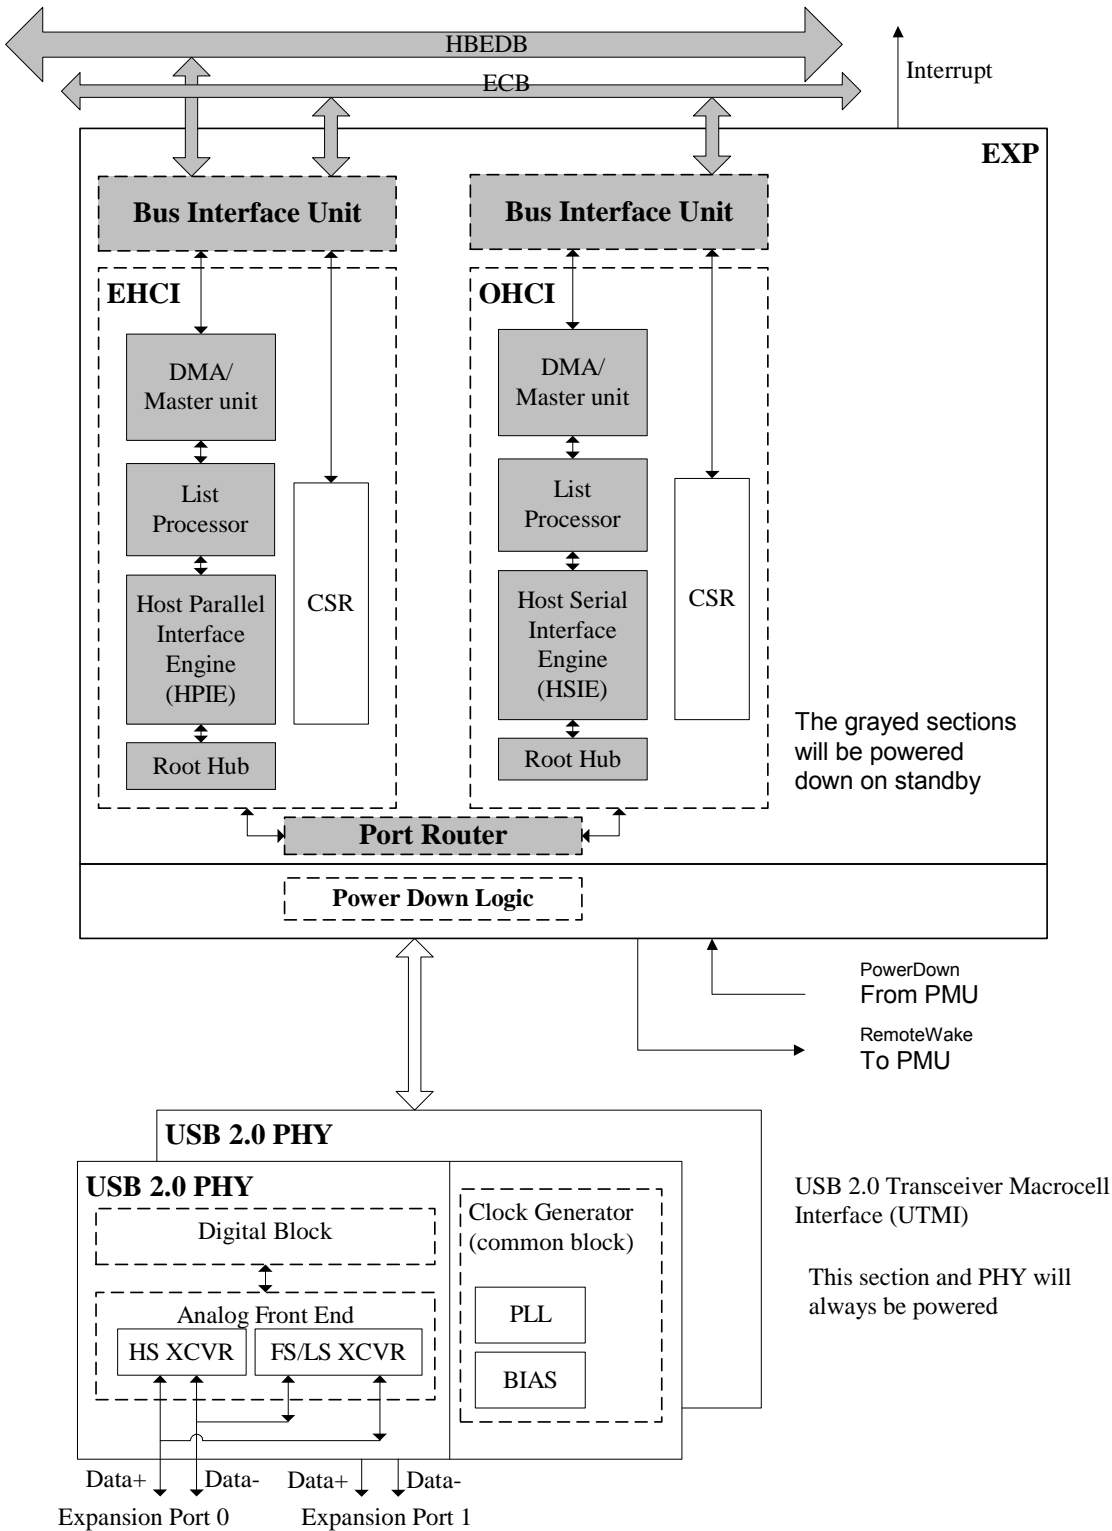 HBEDB
ECB
Interrupt
EXP
Bus Interface Unit
Bus Interface Unit
EHCI
OHCI
DMA/
Master unit
DMA/
Master unit
List
Processor
List
Processor
CSR
CSR
Host Parallel
Interface
Engine
(HPIE)
Host Serial
Interface
Engine
(HSIE)
Root Hub
Root Hub
The grayed sections
will be powered
down on standby
Port Router
Power Down Logic
PowerDown
From PMU
RemoteWake
To PMU
USB 2.0 PHY
USB 2.0 PHY
Digital Block
Clock Generator
(common block)
USB 2.0 Transceiver Macrocell
Interface (UTMI)
This section and PHY will
always be powered
Analog Front End
HS XCVR
FS/LS XCVR
PLL
BIAS
Data+
Data-
Data+
Data-
Expansion Port 0
Expansion Port 1